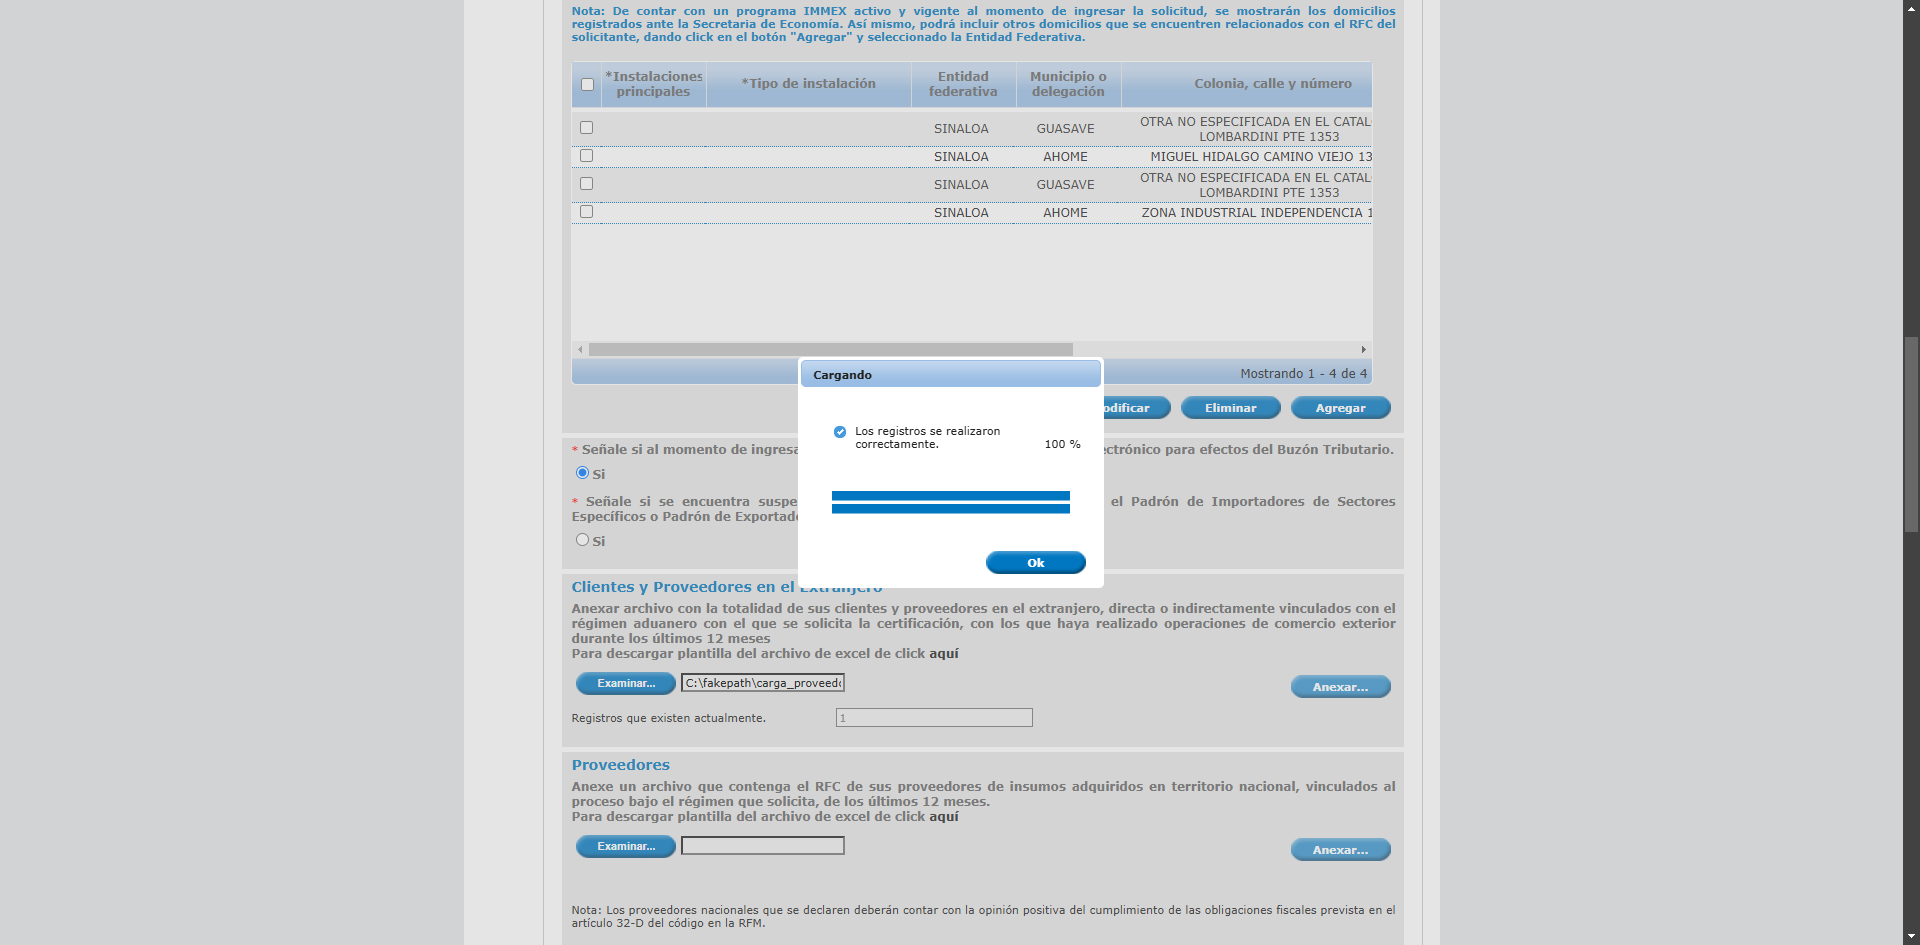 Nota: De contar con un programa IMMEX activo y vigente al momento de ingresar la solicitud, se mostrarán los domicilios
registrados ante la Secretaria de Economía. Así mismo, podrá incluir otros domicilios que se encuentren relacionados con el RFC del
solicitante, dando click en el botón "Agregar" y seleccionado la Entidad Federativa.
*Instalaciones principales *Tipo de instalación Entidad federativa Municipio o delegación Colonia, calle y número
SINALOA GUASAVE OTRA NO ESPECIFICADA EN EL CATAL
LOMBARDINI PTE 1353
SINALOA AHOME MIGUEL HIDALGO CAMINO VIEJO 13
SINALOA GUASAVE OTRA NO ESPECIFICADA EN EL CATAL
LOMBARDINI PTE 1353
SINALOA AHOME ZONA INDUSTRIAL INDEPENDENCIA 1
Mostrando 1 - 4 de 4
odificar Eliminar Agregar
Cargando
Los registros se realizaron
correctamente. 100 %
Ok
* Señale si al momento de ingresa ctrónico para efectos del Buzón Tributario.
Si
* Señale si se encuentra suspe el Padrón de Importadores de Sectores
Específicos o Padrón de Exportado
Si
Clientes y Proveedores en el Extranjero
Anexar archivo con la totalidad de sus clientes y proveedores en el extranjero, directa o indirectamente vinculados con el
régimen aduanero con el que se solicita la certificación, con los que haya realizado operaciones de comercio exterior
durante los últimos 12 meses
Para descargar plantilla del archivo de excel de click aquí
Examinar... C:\fakepath\carga_proveedo Anexar...
Registros que existen actualmente. 1
Proveedores
Anexe un archivo que contenga el RFC de sus proveedores de insumos adquiridos en territorio nacional, vinculados al
proceso bajo el régimen que solicita, de los últimos 12 meses.
Para descargar plantilla del archivo de excel de click aquí
Examinar... Anexar...
Nota: Los proveedores nacionales que se declaren deberán contar con la opinión positiva del cumplimiento de las obligaciones fiscales prevista en el
artículo 32-D del código en la RFM.